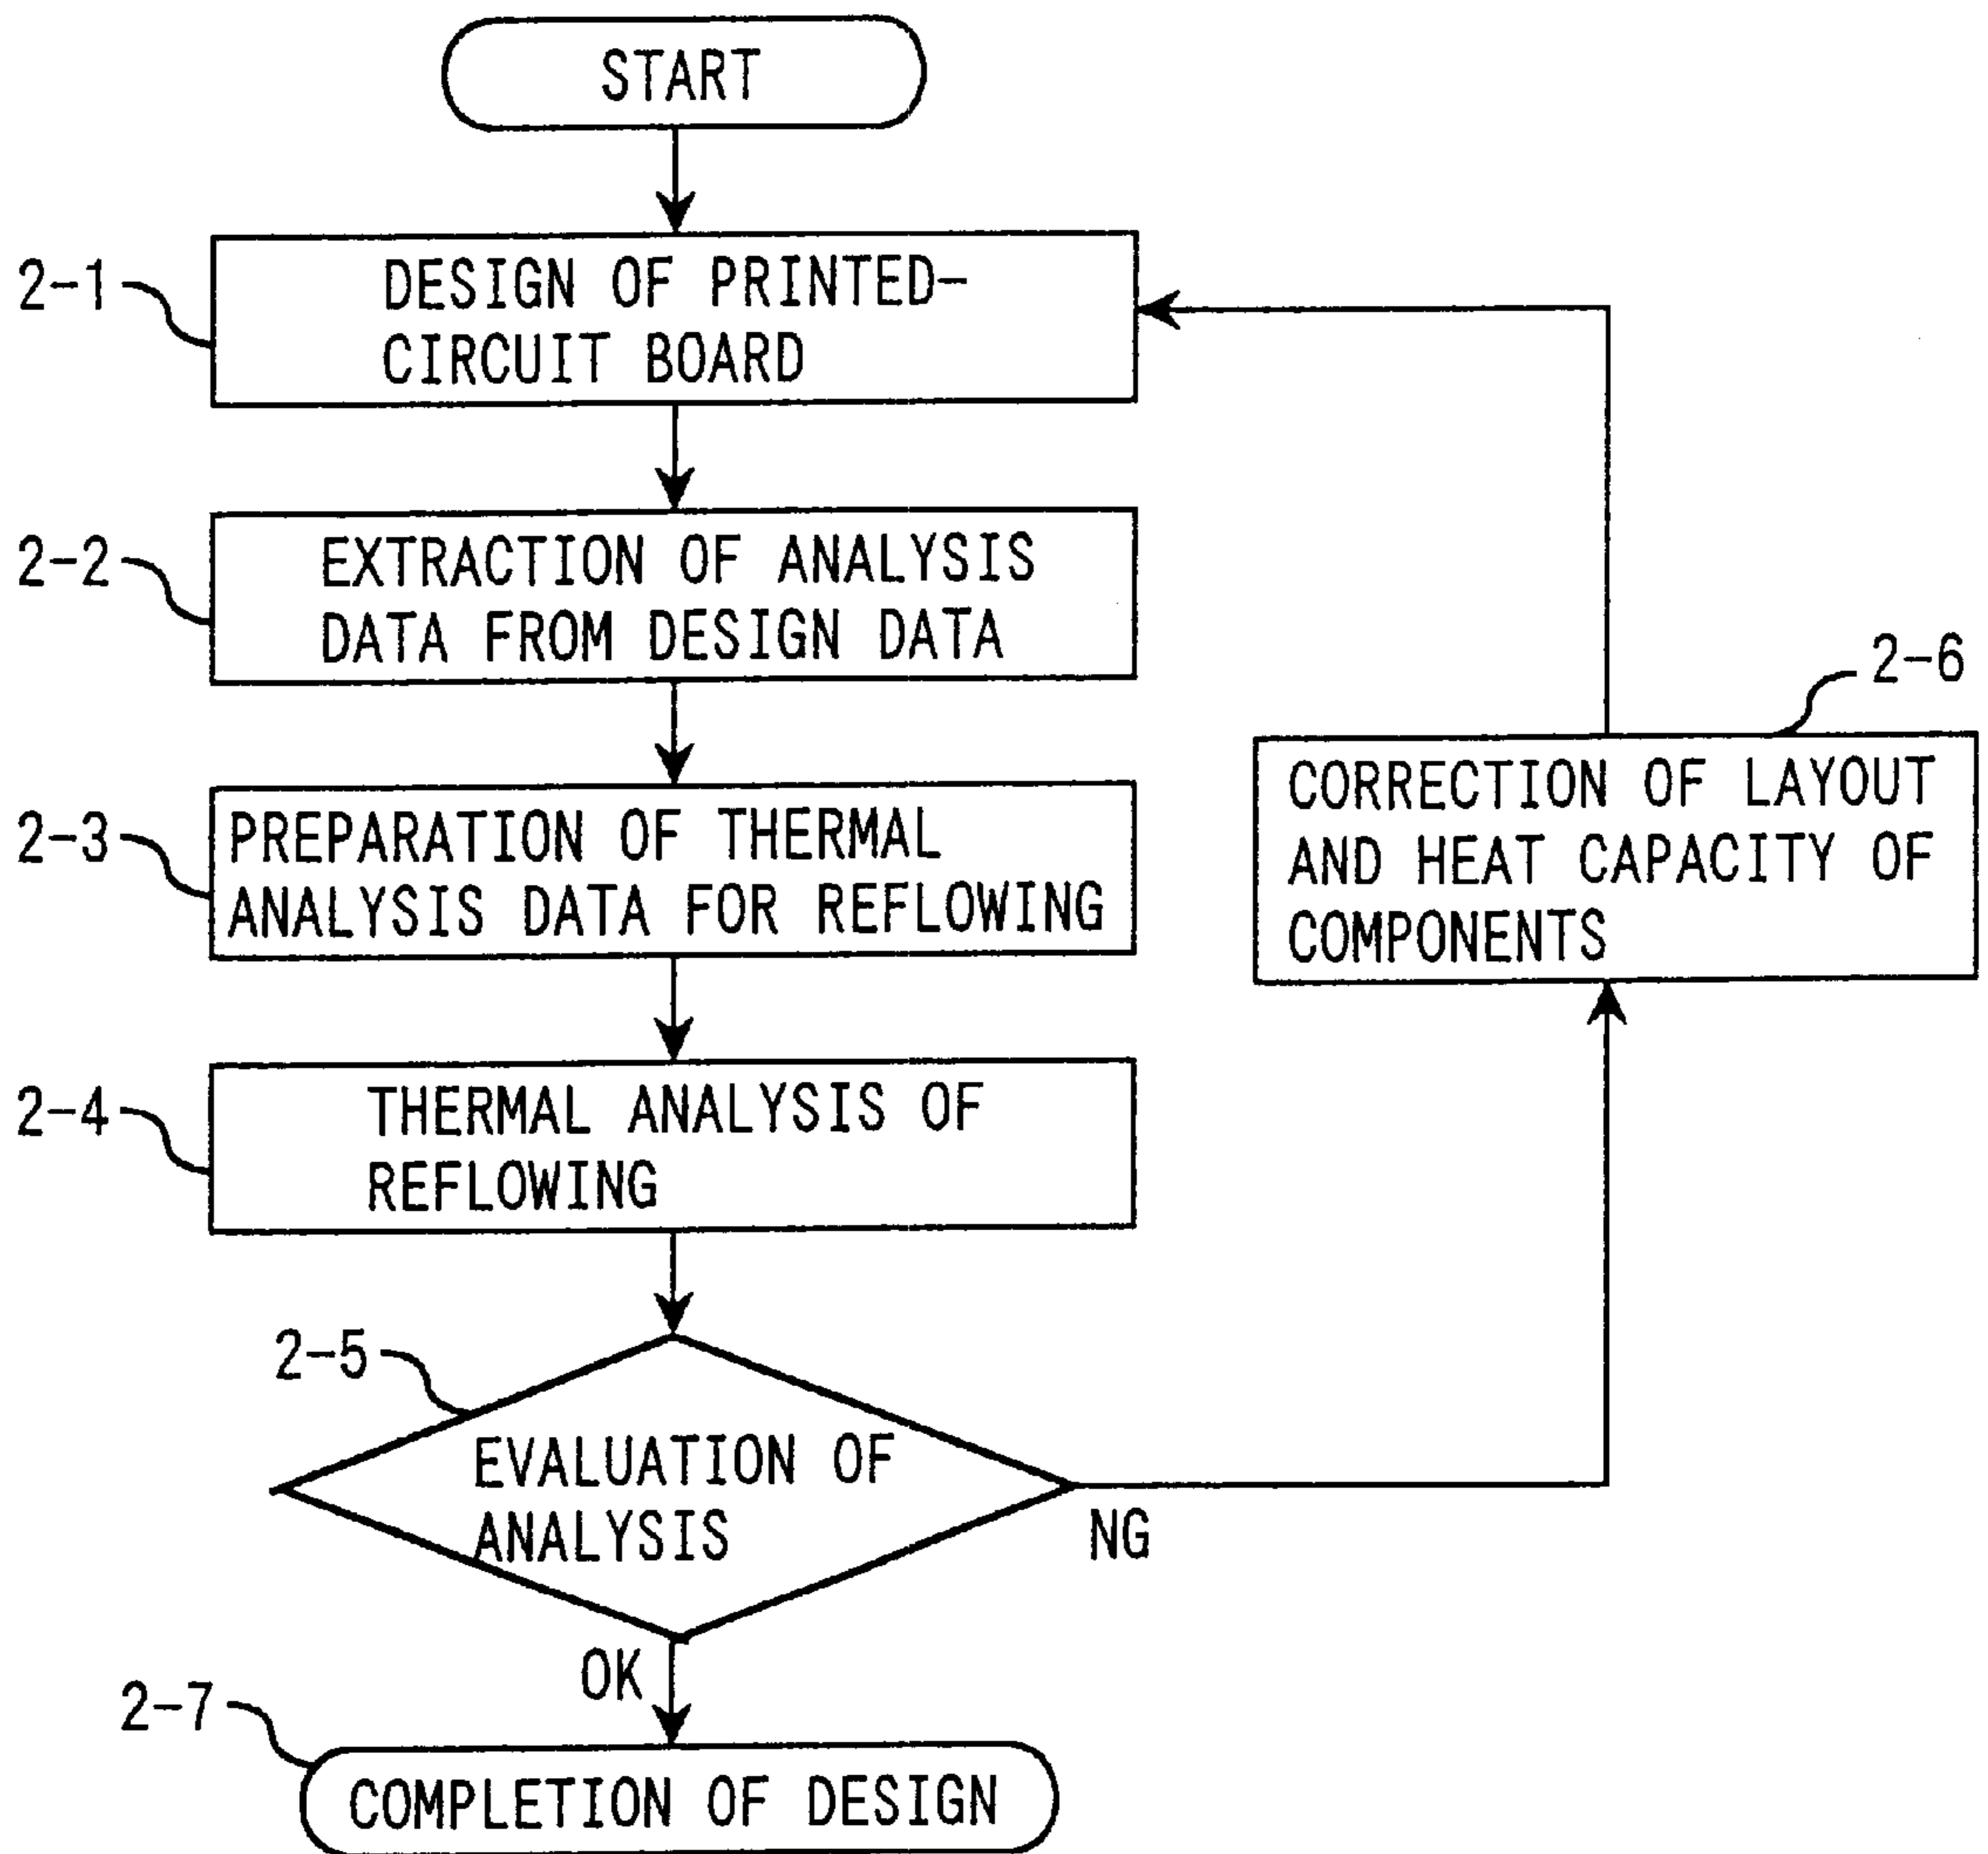 START
2-1
DESIGN OF PRINTED-
CIRCUIT BOARD
2-2
EXTRACTION OF ANALYSIS
DATA FROM DESIGN DATA
2-3
PREPARATION OF THERMAL
ANALYSIS DATA FOR REFLOWING
2-4
THERMAL ANALYSIS OF
REFLOWING
2-5
EVALUATION OF
ANALYSIS
NG
2-6
CORRECTION OF LAYOUT
AND HEAT CAPACITY OF
COMPONENTS
OK
2-7
COMPLETION OF DESIGN